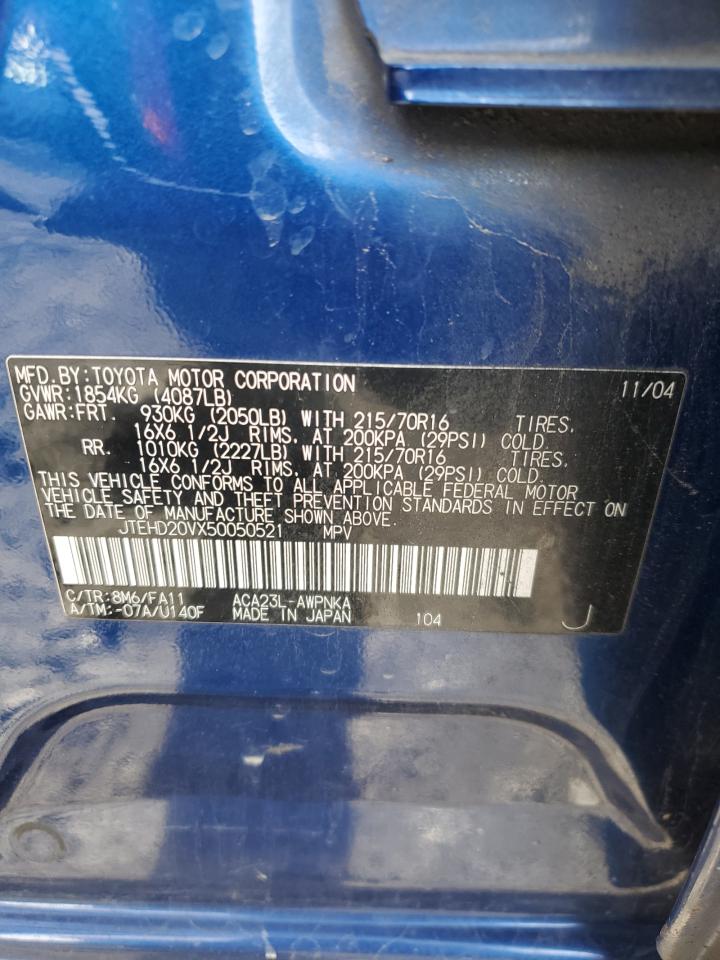 MFD.BY:TOYOTA MOTOR CORPORATION 11/04
GVWR:1854KG (4087LB)
GAWR:FRT. 930KG (2050LB) WITH 215/70R16 TIRES.
16X6 1/2J RIMS. AT 200KPA (29PSI) COLD.
RR. 1010KG (2227LB) WITH 215/70R16 TIRES.
16X6 1/2J RIMS. AT 200KPA (29PSI) COLD.
THIS VEHICLE CONFORMS TO ALL APPLICABLE FEDERAL MOTOR
VEHICLE SAFETY AND THEFT PREVENTION STANDARDS IN EFFECT ON
THE DATE OF MANUFACTURE SHOWN ABOVE.
JTEHD20VX50050521 MPV
C/TR:8M6/FA11 ACA23L-AWPNKA
A/TM:-07A/U140F MADE IN JAPAN 104 J